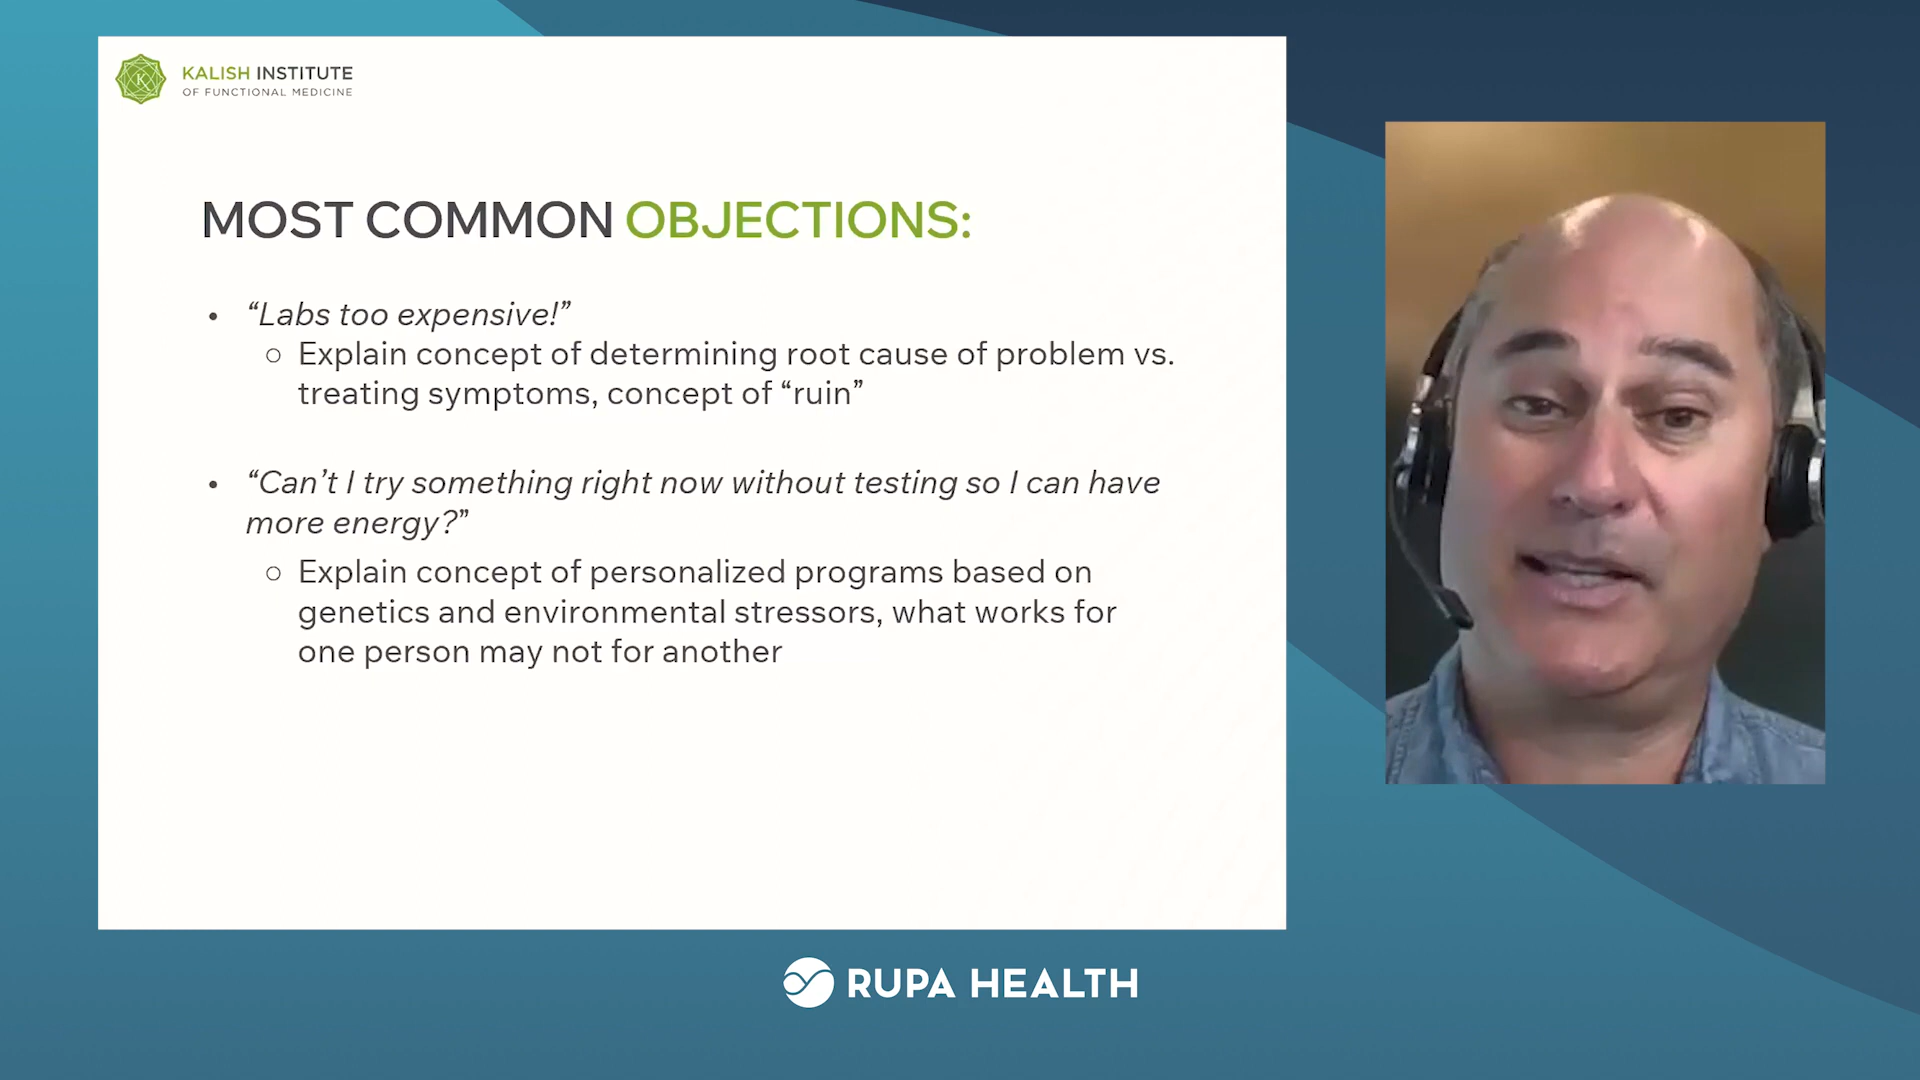 KALISH INSTITUTE
OF FUNCTIONAL MEDICINE
MOST COMMON OBJECTIONS:
• “Labs too expensive!”
○ Explain concept of determining root cause of problem vs.
treating symptoms, concept of “ruin”
• “Can’t I try something right now without testing so I can have
more energy?”
○ Explain concept of personalized programs based on
genetics and environmental stressors, what works for
one person may not for another
RUPA HEALTH